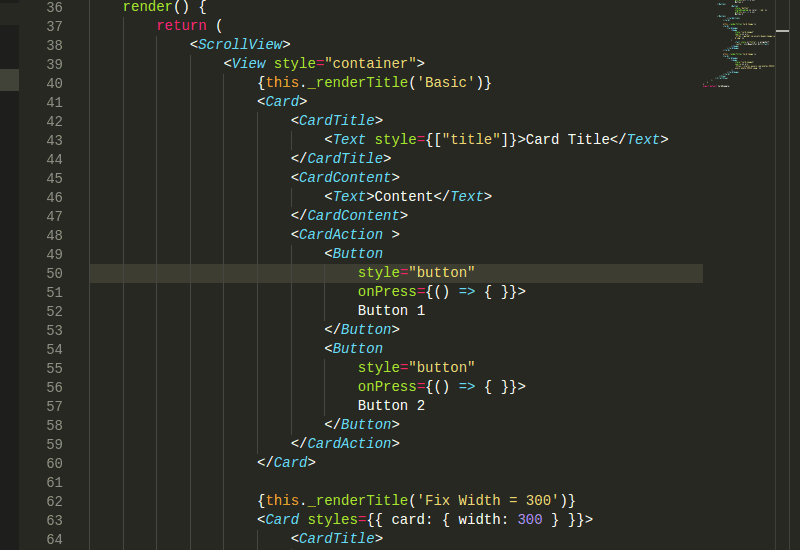 36 render() {
37 return (
38 <ScrollView>
39 <View style="container">
40 {this._renderTitle('Basic')}
41 <Card>
42 <CardTitle>
43 <Text style={["title"]}>Card Title</Text>
44 </CardTitle>
45 <CardContent>
46 <Text>Content</Text>
47 </CardContent>
48 <CardAction >
49 <Button
50 style="button"
51 onPress={() => { }}>
52 Button 1
53 </Button>
54 <Button
55 style="button"
56 onPress={() => { }}>
57 Button 2
58 </Button>
59 </CardAction>
60 </Card>
61
62 {this._renderTitle('Fix Width = 300')}
63 <Card styles={{ card: { width: 300 } }}>
64 <CardTitle>